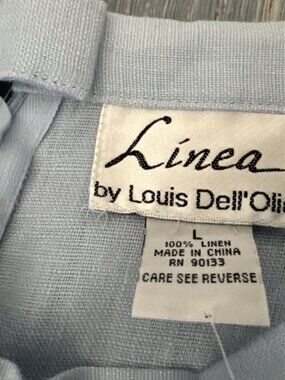 Linea
by Louis Dell'Olio
L
100% LINEN
MADE IN CHINA
RN 90133
CARE SEE REVERSE